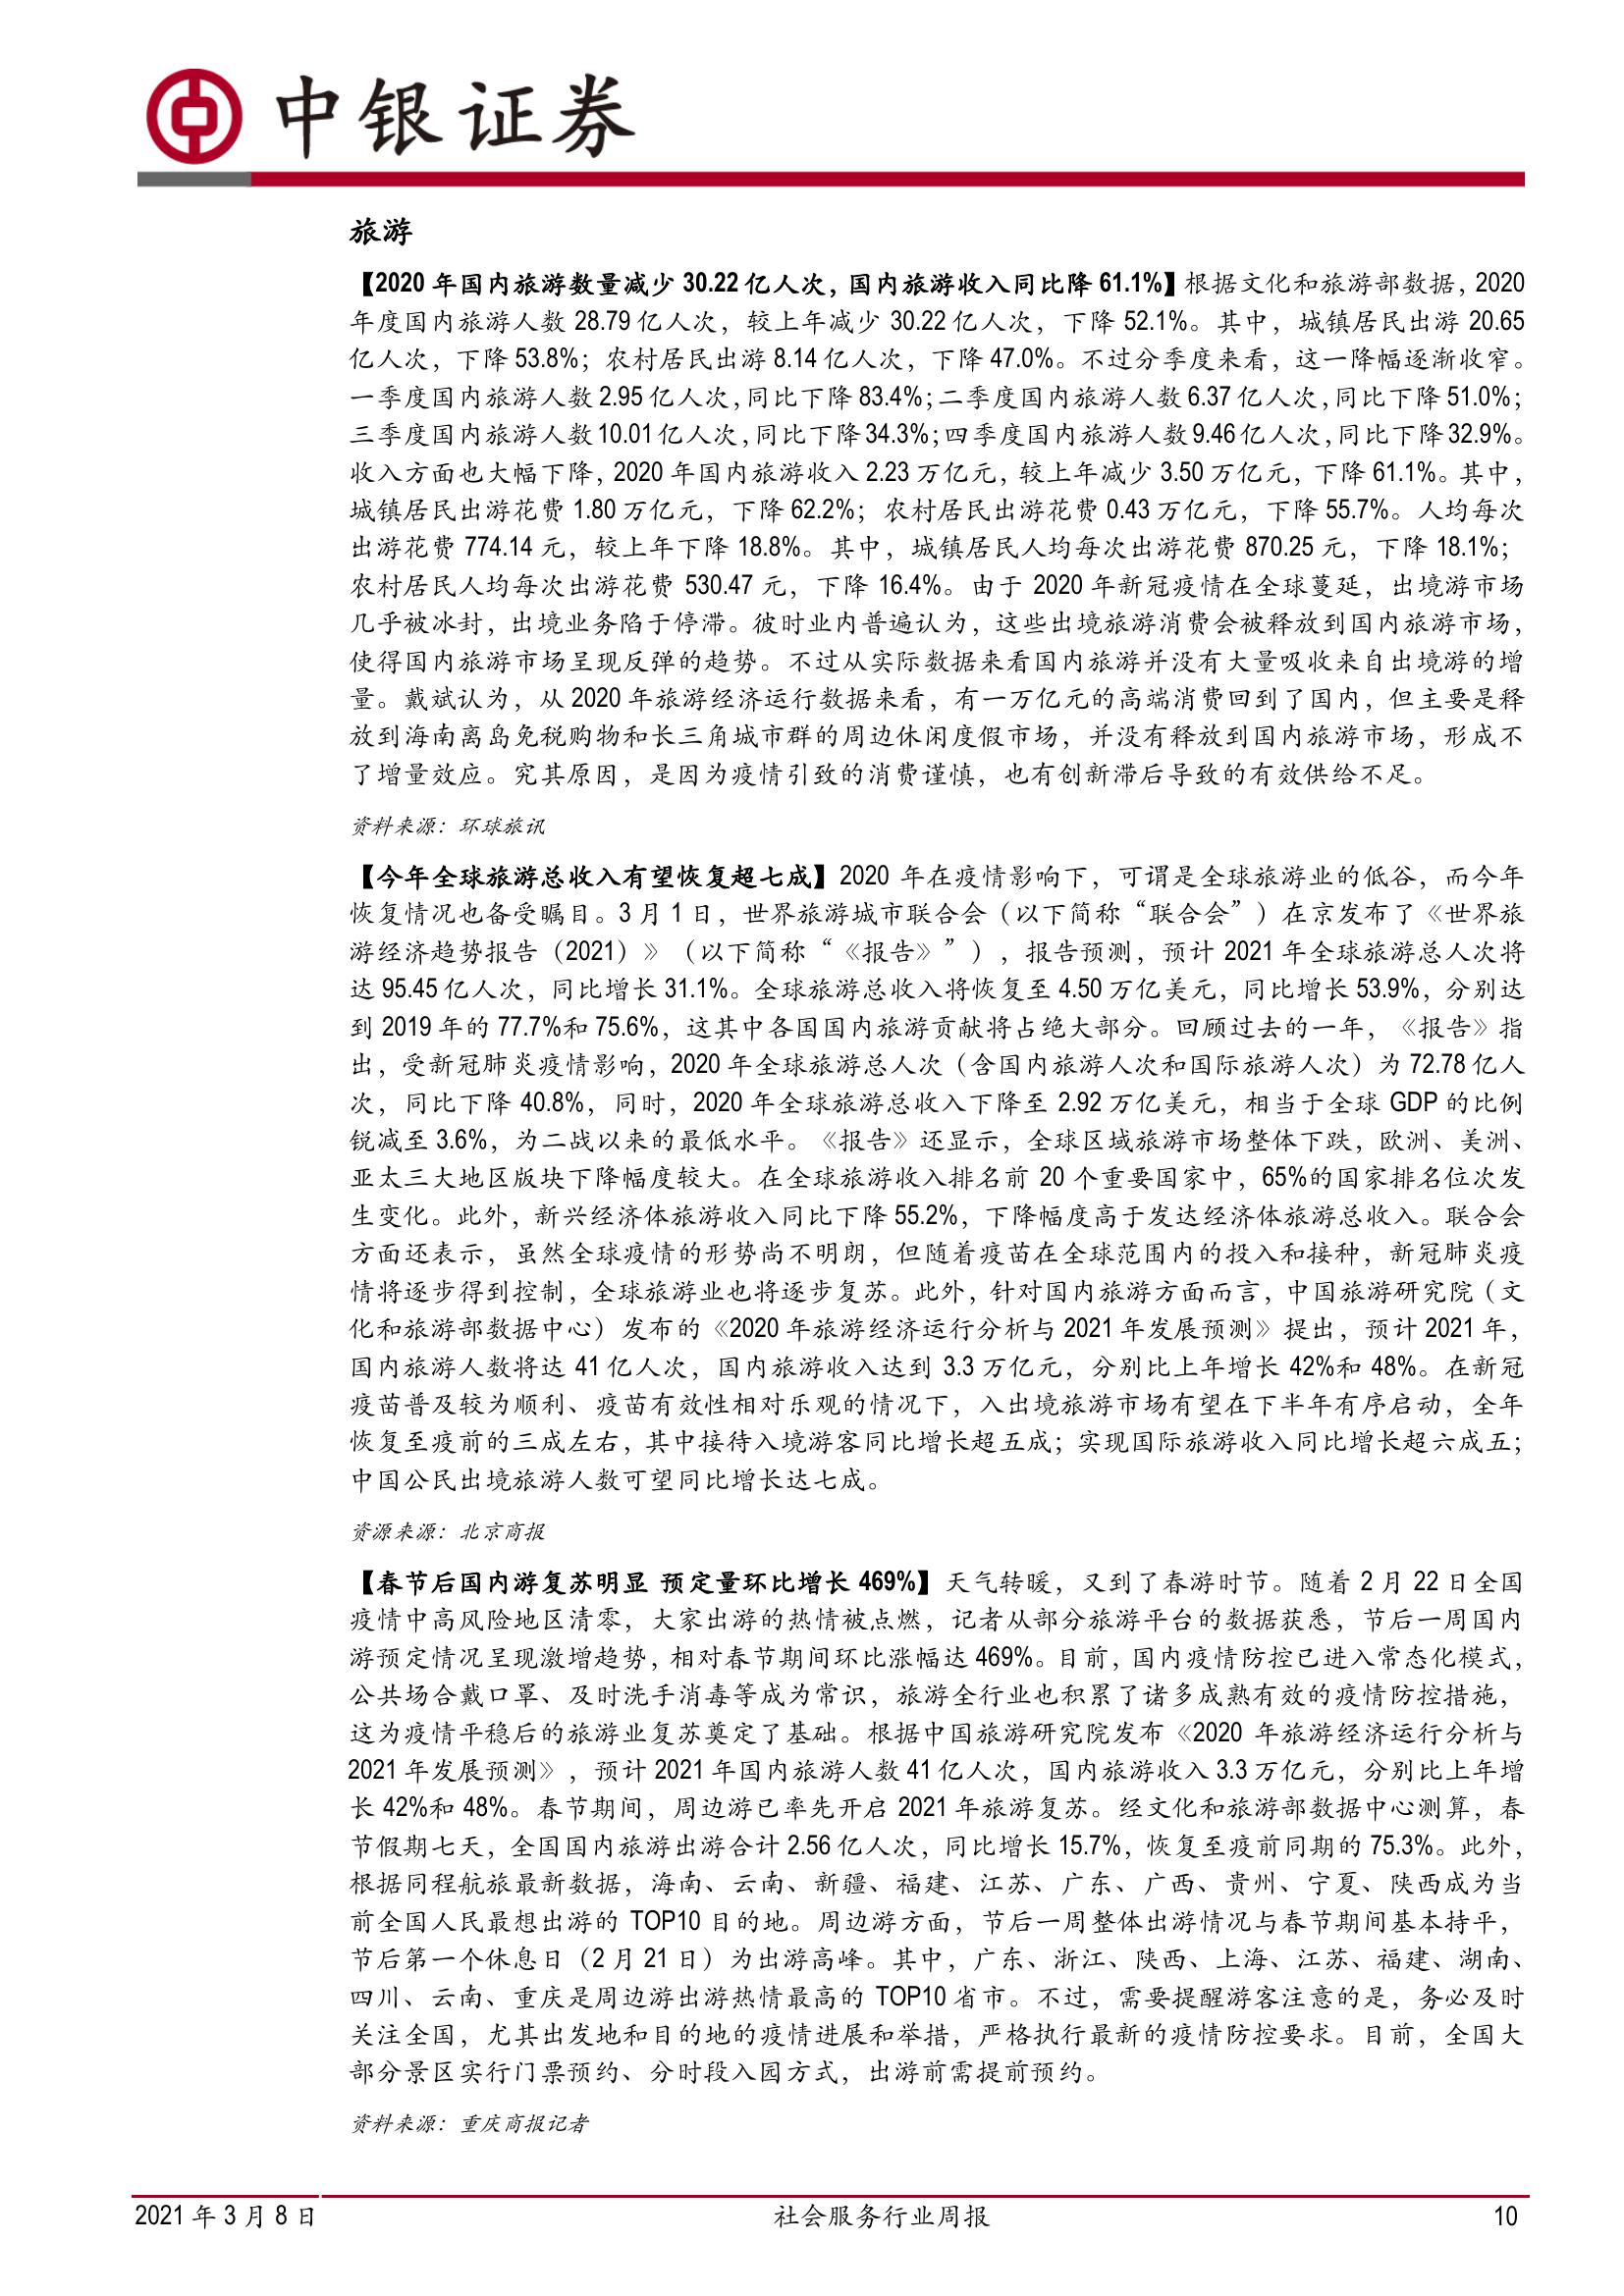 中银证券
旅游
【2020 年国内旅游数量减少 30.22 亿人次，国内旅游收入同比降 61.1%】根据文化和旅游部数据，2020
年度国内旅游人数 28.79 亿人次，较上年减少 30.22 亿人次，下降 52.1%。其中，城镇居民出游 20.65
亿人次，下降 53.8%；农村居民出游 8.14 亿人次，下降 47.0%。不过分季度来看，这一降幅逐渐收窄。
一季度国内旅游人数 2.95 亿人次，同比下降 83.4%；二季度国内旅游人数 6.37 亿人次，同比下降 51.0%；
三季度国内旅游人数 10.01 亿人次，同比下降 34.3%；四季度国内旅游人数 9.46 亿人次，同比下降 32.9%。
收入方面也大幅下降，2020 年国内旅游收入 2.23 万亿元，较上年减少 3.50 万亿元，下降 61.1%。其中，
城镇居民出游花费 1.80 万亿元，下降 62.2%；农村居民出游花费 0.43 万亿元，下降 55.7%。人均每次
出游花费 774.14 元，较上年下降 18.8%。其中，城镇居民人均每次出游花费 870.25 元，下降 18.1%；
农村居民人均每次出游花费 530.47 元，下降 16.4%。由于 2020 年新冠疫情在全球蔓延，出境游市场
几乎被冰封，出境业务陷于停滞。彼时业内普遍认为，这些出境旅游消费会被释放到国内旅游市场，
使得国内旅游市场呈现反弹的趋势。不过从实际数据来看国内旅游并没有大量吸收来自出境游的增
量。戴斌认为，从 2020 年旅游经济运行数据来看，有一万亿元的高端消费回到了国内，但主要是释
放到海南离岛免税购物和长三角城市群的周边休闲度假市场，并没有释放到国内旅游市场，形成不
了增量效应。究其原因，是因为疫情引致的消费谨慎，也有创新滞后导致的有效供给不足。
资料来源：环球旅讯
【今年全球旅游总收入有望恢复超七成】2020 年在疫情影响下，可谓是全球旅游业的低谷，而今年
恢复情况也备受瞩目。3 月 1 日，世界旅游城市联合会（以下简称“联合会”）在京发布了《世界旅
游经济趋势报告（2021）》（以下简称“《报告》”），报告预测，预计 2021 年全球旅游总人次将
达 95.45 亿人次，同比增长 31.1%。全球旅游总收入将恢复至 4.50 万亿美元，同比增长 53.9%，分别达
到 2019 年的 77.7%和 75.6%，这其中各国国内旅游贡献将占绝大部分。回顾过去的一年，《报告》指
出，受新冠肺炎疫情影响，2020 年全球旅游总人次（含国内旅游人次和国际旅游人次）为 72.78 亿人
次，同比下降 40.8%，同时，2020 年全球旅游总收入下降至 2.92 万亿美元，相当于全球 GDP 的比例
锐减至 3.6%，为二战以来的最低水平。《报告》还显示，全球区域旅游市场整体下跌，欧洲、美洲、
亚太三大地区版块下降幅度较大。在全球旅游收入排名前 20 个重要国家中，65%的国家排名位次发
生变化。此外，新兴经济体旅游收入同比下降 55.2%，下降幅度高于发达经济体旅游总收入。联合会
方面还表示，虽然全球疫情的形势尚不明朗，但随着疫苗在全球范围内的投入和接种，新冠肺炎疫
情将逐步得到控制，全球旅游业也将逐步复苏。此外，针对国内旅游方面而言，中国旅游研究院（文
化和旅游部数据中心）发布的《2020 年旅游经济运行分析与 2021 年发展预测》提出，预计 2021 年，
国内旅游人数将达 41 亿人次，国内旅游收入达到 3.3 万亿元，分别比上年增长 42%和 48%。在新冠
疫苗普及较为顺利、疫苗有效性相对乐观的情况下，入出境旅游市场有望在下半年有序启动，全年
恢复至疫前的三成左右，其中接待入境游客同比增长超五成；实现国际旅游收入同比增长超六成五；
中国公民出境旅游人数可望同比增长达七成。
资源来源：北京商报
【春节后国内游复苏明显 预定量环比增长 469%】天气转暖，又到了春游时节。随着 2 月 22 日全国
疫情中高风险地区清零，大家出游的热情被点燃，记者从部分旅游平台的数据获悉，节后一周国内
游预定情况呈现激增趋势，相对春节期间环比涨幅达 469%。目前，国内疫情防控已进入常态化模式，
公共场合戴口罩、及时洗手消毒等成为常识，旅游全行业也积累了诸多成熟有效的疫情防控措施，
这为疫情平稳后的旅游业复苏奠定了基础。根据中国旅游研究院发布《2020 年旅游经济运行分析与
2021 年发展预测》，预计 2021 年国内旅游人数 41 亿人次，国内旅游收入 3.3 万亿元，分别比上年增
长 42%和 48%。春节期间，周边游已率先开启 2021 年旅游复苏。经文化和旅游部数据中心测算，春
节假期七天，全国国内旅游出游合计 2.56 亿人次，同比增长 15.7%，恢复至疫前同期的 75.3%。此外，
根据同程航旅最新数据，海南、云南、新疆、福建、江苏、广东、广西、贵州、宁夏、陕西成为当
前全国人民最想出游的 TOP10 目的地。周边游方面，节后一周整体出游情况与春节期间基本持平，
节后第一个休息日（2 月 21 日）为出游高峰。其中，广东、浙江、陕西、上海、江苏、福建、湖南、
四川、云南、重庆是周边游出游热情最高的 TOP10 省市。不过，需要提醒游客注意的是，务必及时
关注全国，尤其出发地和目的地的疫情进展和举措，严格执行最新的疫情防控要求。目前，全国大
部分景区实行门票预约、分时段入园方式，出游前需提前预约。
资料来源：重庆商报记者
2021 年 3 月 8 日 社会服务行业周报 10